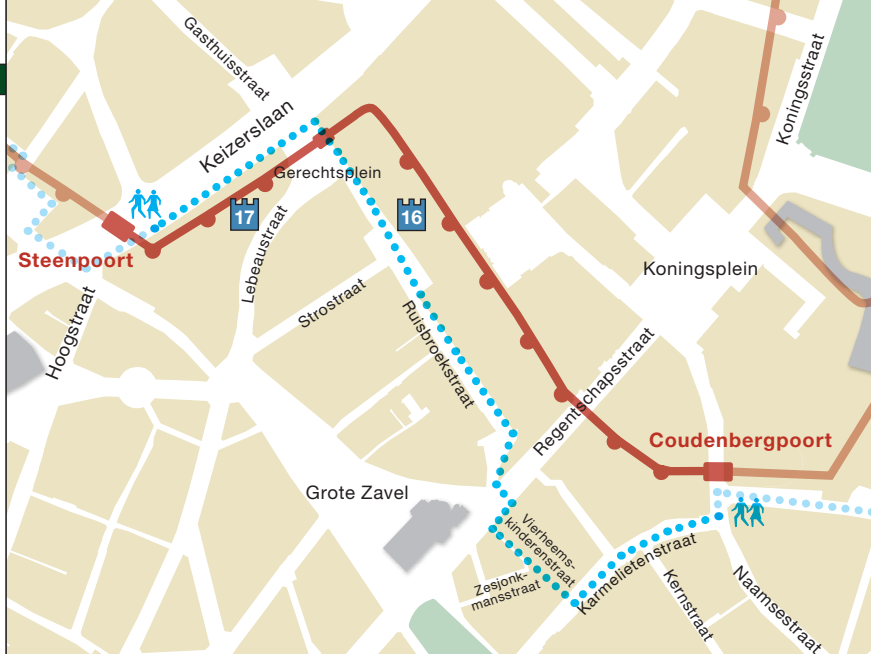 Gasthuisstraat
Koningsstraat
Keizerslaan
Gerechtsplein
17
16
Steenpoort
Lebeaustraat
Koningsplein
Hoogstraat
Strostraat
Ruisbroekstraat
Regentschapsstraat
Coudenbergpoort
Grote Zavel
Vierheems-
kinderenstraat
Zesjonk-
mansstraat
Karmelietenstraat
Kernstraat
Naamsestraat